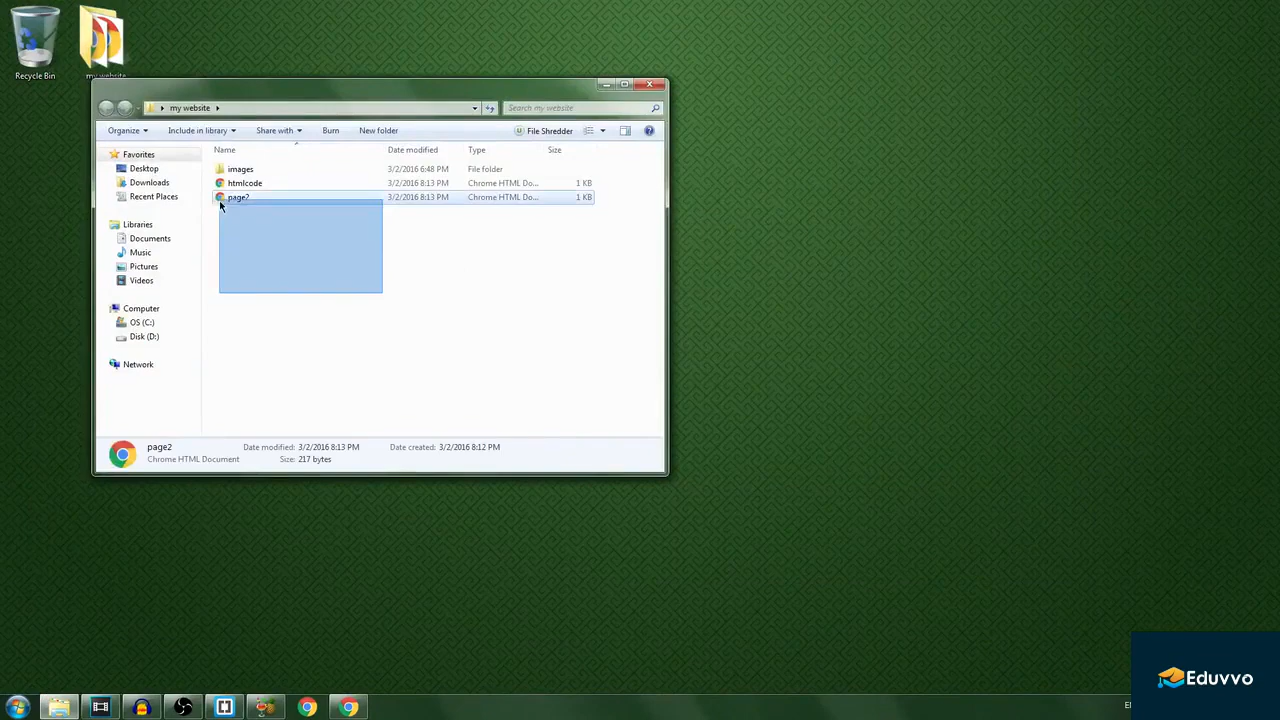 Recycle Bin
my website
my website
Search my website
Organize
Include in library
Share with
Burn
New folder
File Shredder
Name
Date modified
Type
Size
Favorites
Desktop
Downloads
Recent Places
Libraries
Documents
Music
Pictures
Videos
Computer
OS (C:)
Disk (D:)
Network
images 3/2/2016 6:48 PM File folder
htmlcode 3/2/2016 8:13 PM Chrome HTML Do... 1 KB
page2 3/2/2016 8:13 PM Chrome HTML Do... 1 KB
page2 Date modified: 3/2/2016 8:13 PM Date created: 3/2/2016 8:12 PM
Chrome HTML Document Size: 217 bytes
Eduvvo